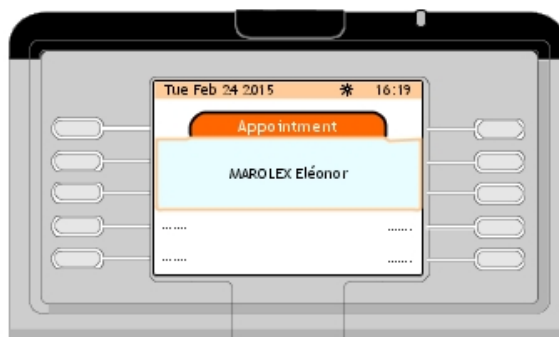 Tue Feb 24 2015 ☀ 16:19
Appointment
MAROLEX Eléonor
....... .......
....... .......